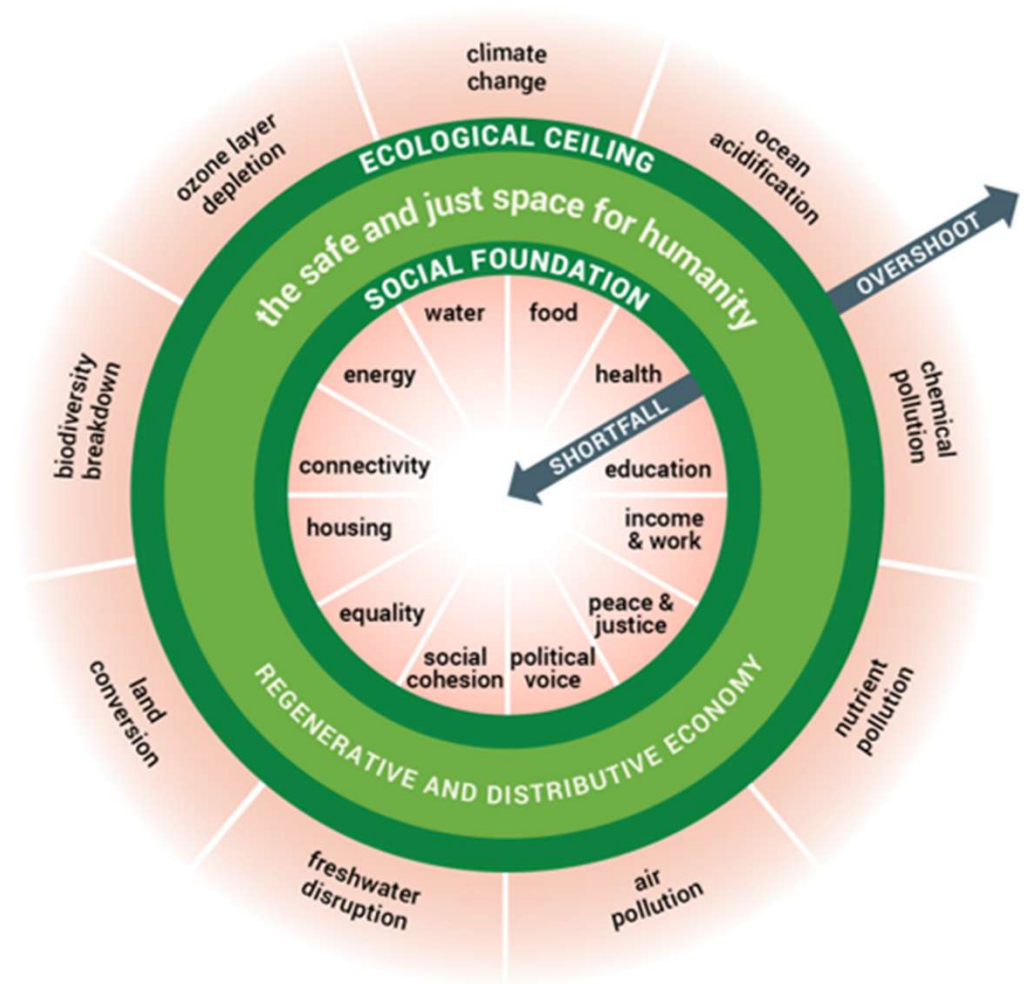 climate
change
ocean
acidification
chemical
pollution
nutrient
pollution
air
pollution
freshwater
disruption
land
conversion
biodiversity
breakdown
ozone layer
depletion
ECOLOGICAL CEILING
OVERSHOOT
the safe and just space for humanity
SOCIAL FOUNDATION
water
food
health
SHORTFALL
education
income
& work
peace &
justice
political
voice
social
cohesion
equality
housing
connectivity
energy
REGENERATIVE AND DISTRIBUTIVE ECONOMY